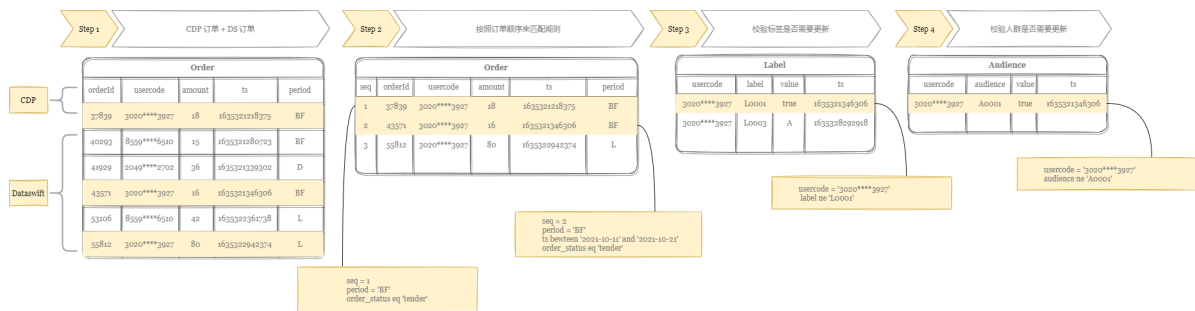 Step 1
CDP 订单 + DS 订单
Step 2
按照订单顺序来匹配规则
Step 3
校验标签是否需要更新
Step 4
校验人群是否需要更新
CDP
Dataswift
Order
orderId usercode amount ts period
37839 3020****3927 18 1635321218375 BF
40293 8559****6510 15 1635321280723 BF
41929 2049****2702 36 1635321339302 D
43571 3020****3927 16 1635321346306 BF
53106 8559****6510 42 1635322361738 L
55812 3020****3927 80 1635322942374 L
Order
seq orderId usercode amount ts period
1 37839 3020****3927 18 1635321218375 BF
2 43571 3020****3927 16 1635321346306 BF
3 55812 3020****3927 80 1635322942374 L
seq = 1
period = 'BF'
order_status eq 'tender'
seq = 2
period = 'BF'
ts bewteen '2021-10-11' and '2021-10-21'
order_status eq 'tender'
Label
usercode label value ts
3020****3927 L0001 true 1635321346306
3020****3927 L0003 A 1635328292918
usercode = '3020****3927'
label ne 'L0001'
Audience
usercode audience value ts
3020****3927 A0001 true 1635321346306
usercode = '3020****3927'
audience ne 'A0001'